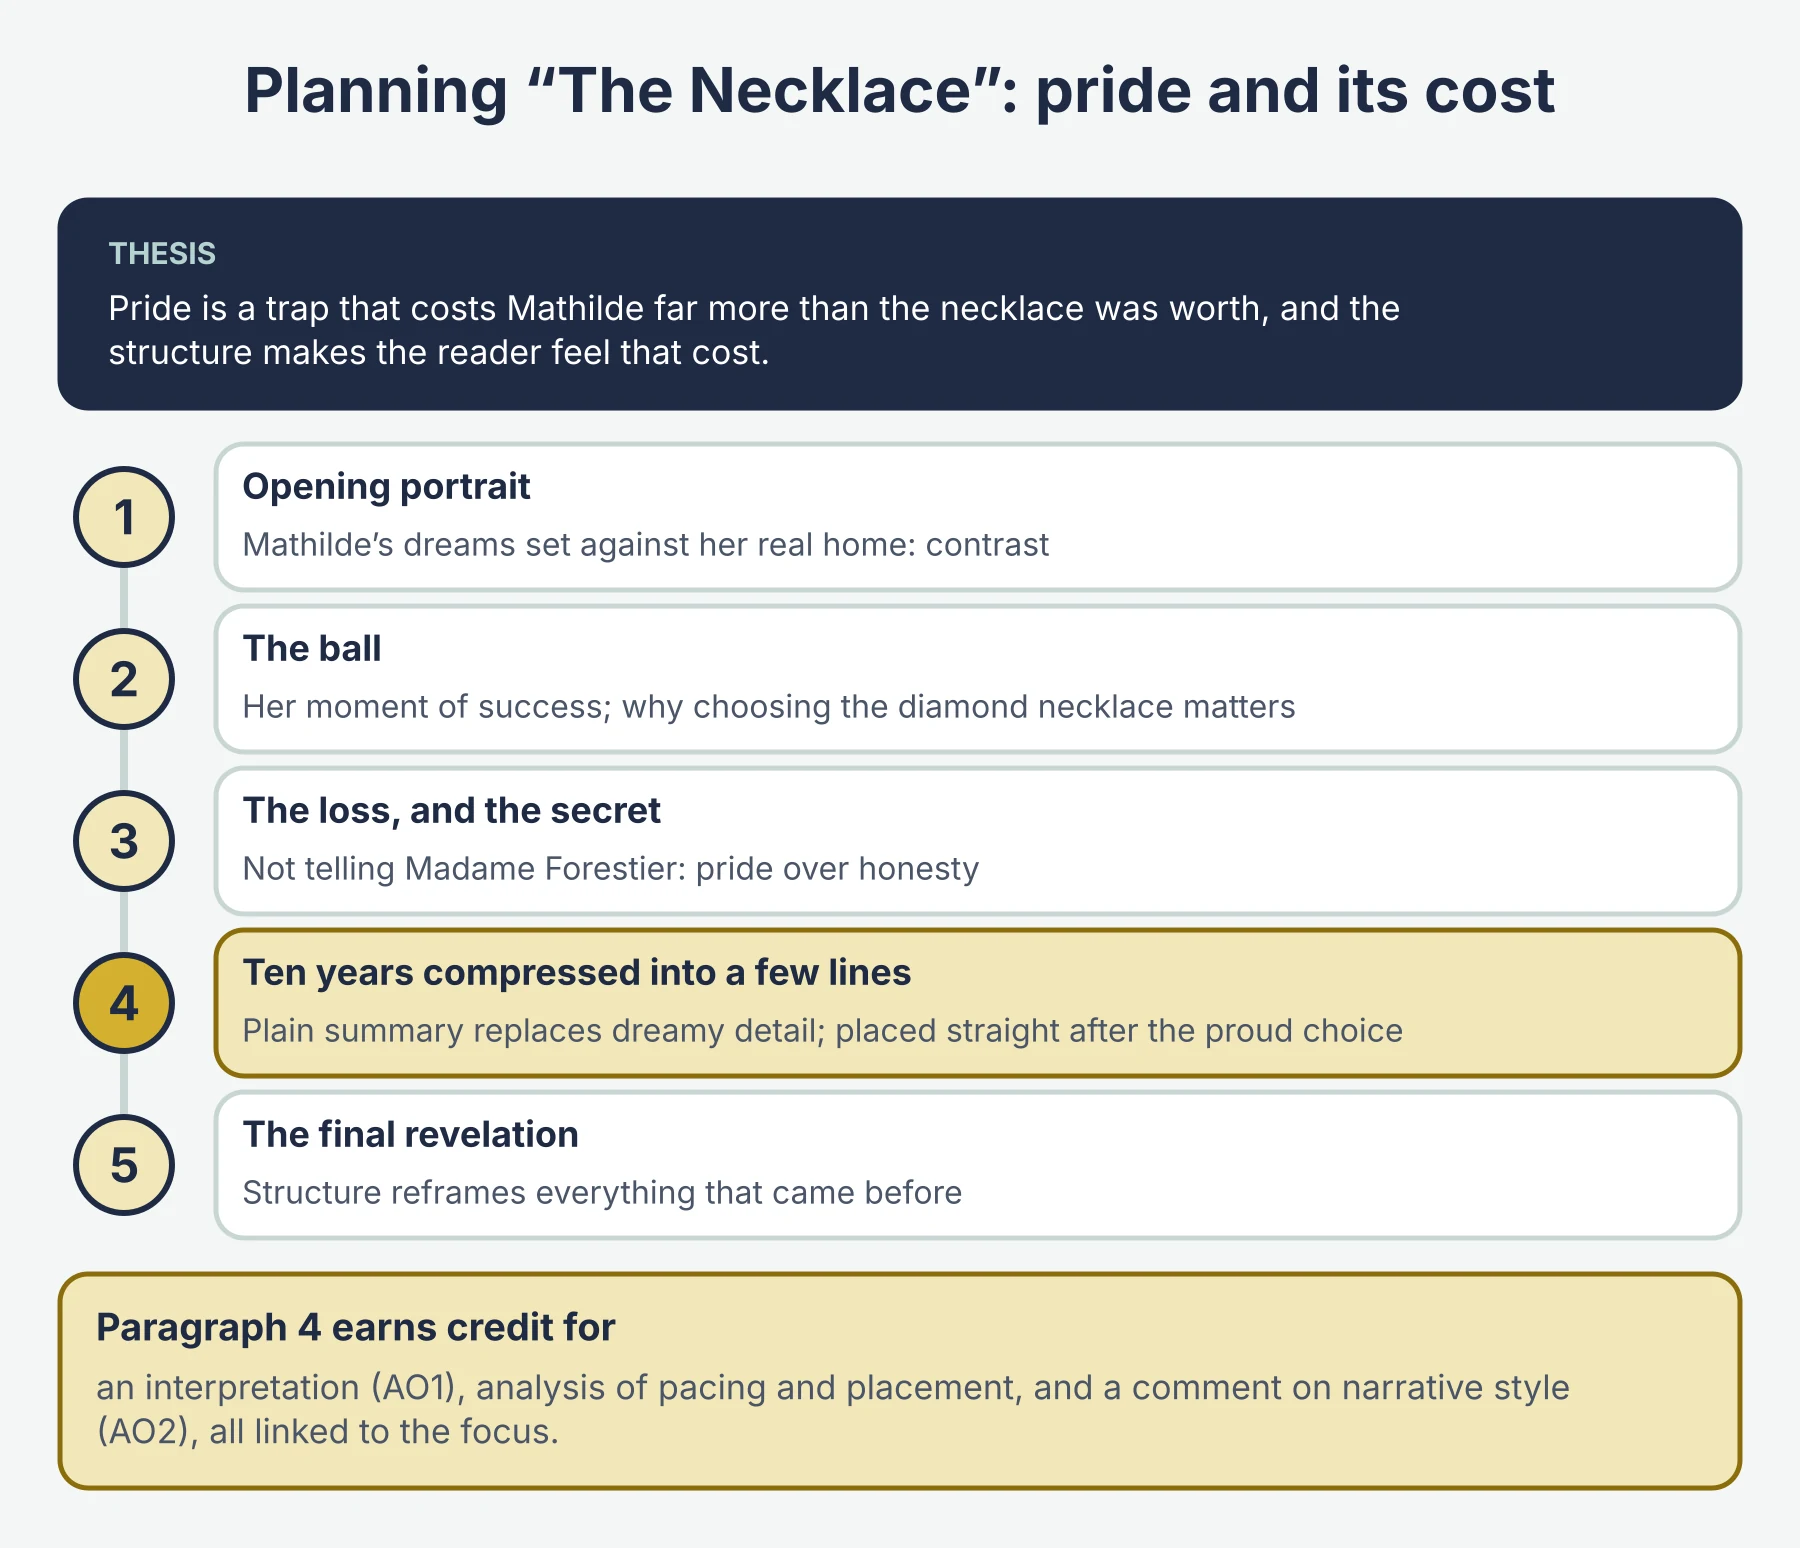 Planning “The Necklace”: pride and its cost
THESIS
Pride is a trap that costs Mathilde far more than the necklace was worth, and the
structure makes the reader feel that cost.
1
Opening portrait
Mathilde’s dreams set against her real home: contrast
2
The ball
Her moment of success; why choosing the diamond necklace matters
3
The loss, and the secret
Not telling Madame Forestier: pride over honesty
4
Ten years compressed into a few lines
Plain summary replaces dreamy detail; placed straight after the proud choice
5
The final revelation
Structure reframes everything that came before
Paragraph 4 earns credit for
an interpretation (AO1), analysis of pacing and placement, and a comment on narrative style
(AO2), all linked to the focus.